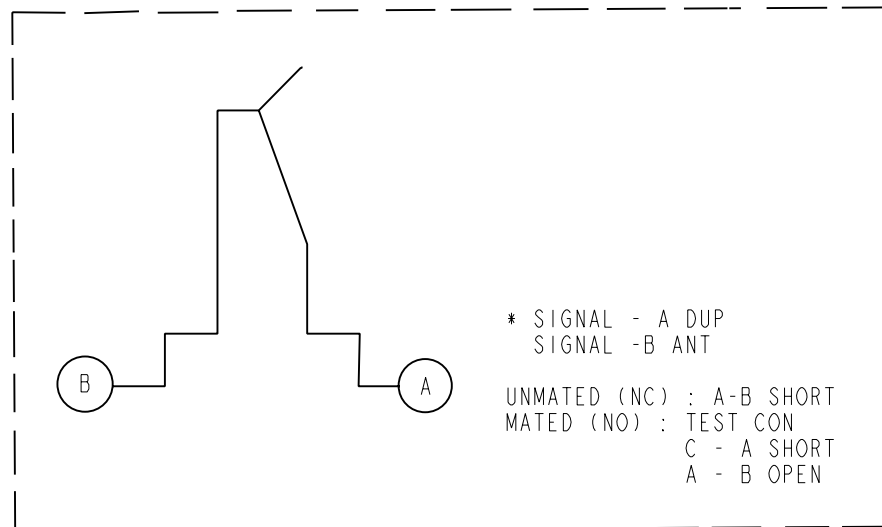 * SIGNAL - A DUP
SIGNAL -B ANT
B
A
UNMATED (NC) : A-B SHORT
MATED (NO) : TEST CON
C - A SHORT
A - B OPEN